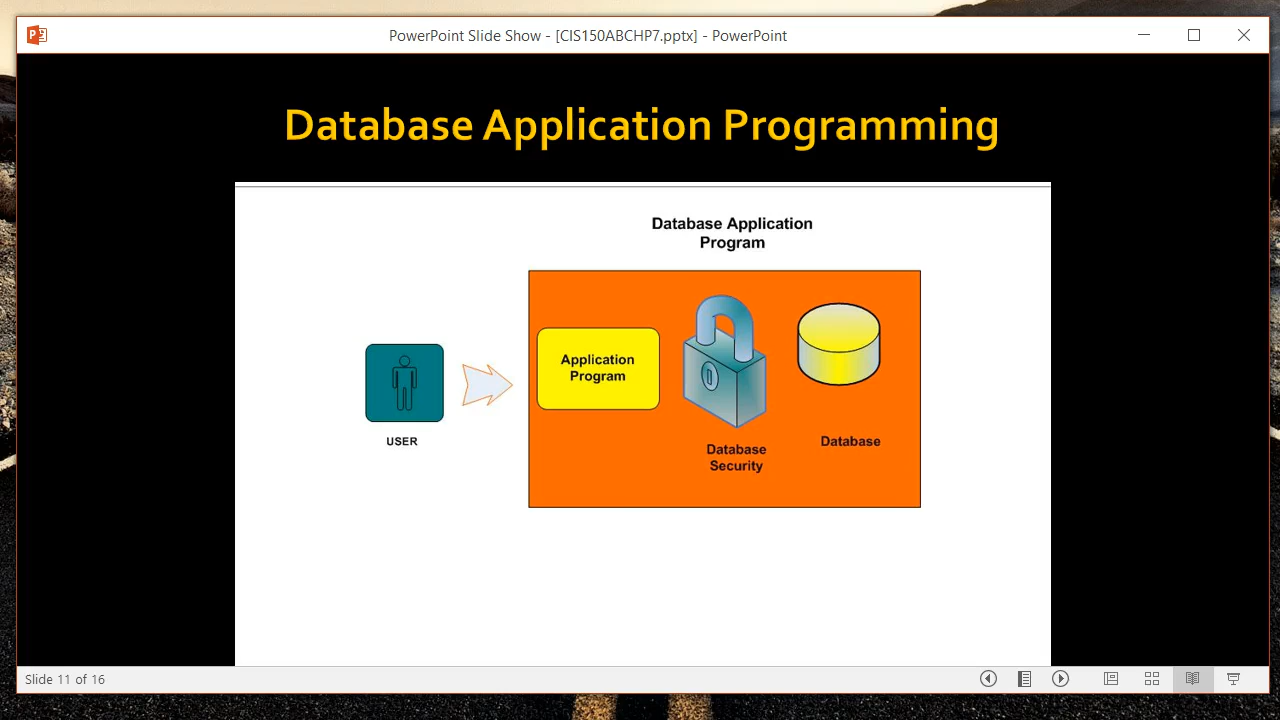 PowerPoint Slide Show - [CIS150ABCHP7.pptx] - PowerPoint
Database Application Programming
Database Application
Program
Application
Program
USER
Database
Security
Database
Slide 11 of 16